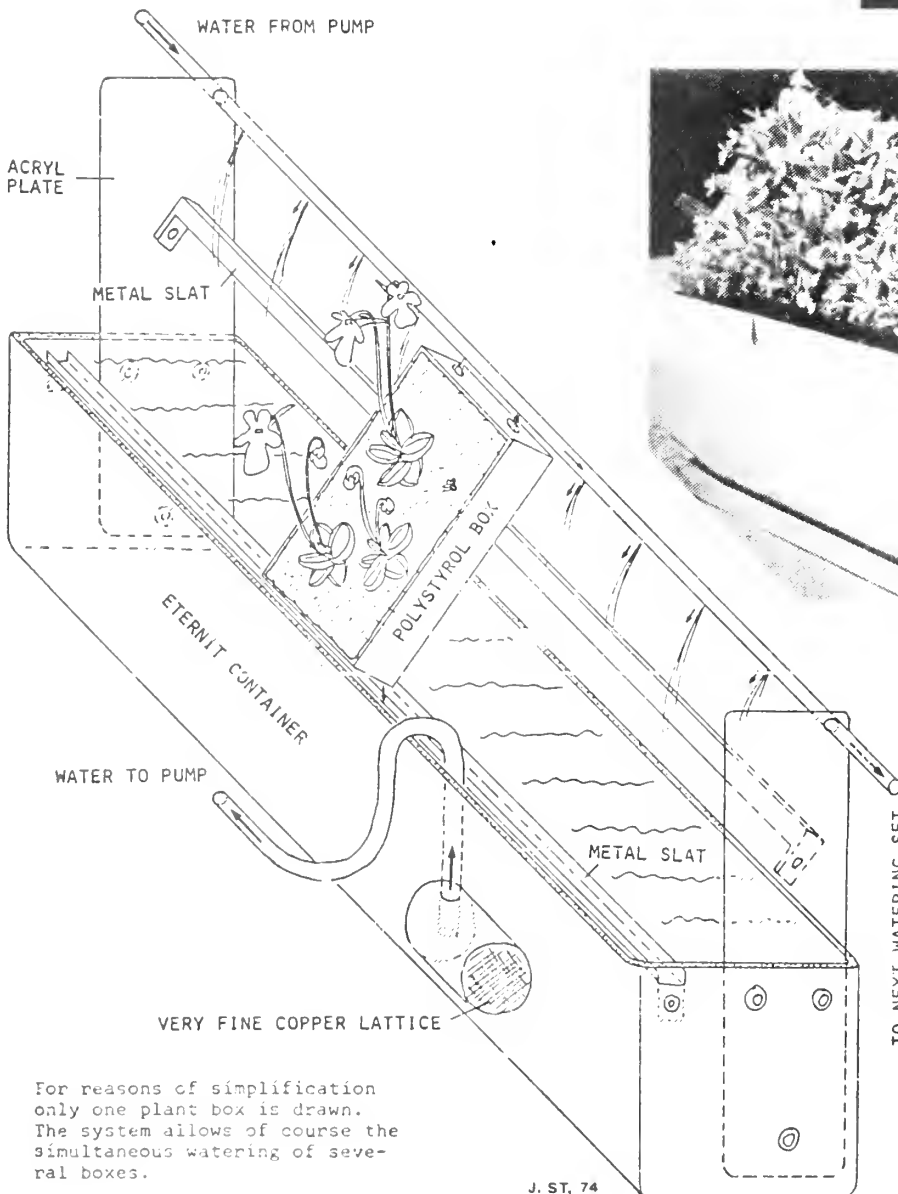 WATER FROM PUMP
ACRYL
PLATE
METAL SLAT
POLYSTYROL BOX
ETERNIT CONTAINER
WATER TO PUMP
METAL SLAT
TO NEXT WATERING SET
VERY FINE COPPER LATTICE
For reasons of simplification
only one plant box is drawn.
The system allows of course the
simultaneous watering of seve-
ral boxes.
J. ST, 74